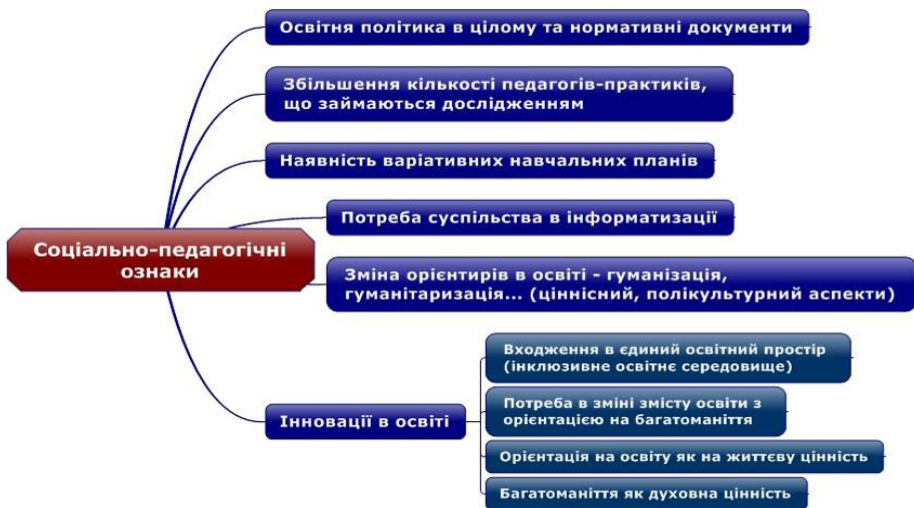 Освітня політика в цілому та нормативні документи
Збільшення кількості педагогів-практиків,
що займаються дослідженням
Наявність варіативних навчальних планів
Потреба суспільства в інформатизації
Соціально-педагогічні
ознаки
Зміна орієнтирів в освіті - гуманізація,
гуманітаризація... (ціннісний, полікультурний аспекти)
Інновації в освіті
Входження в єдиний освітний простір
(інклюзивне освітнє середовище)
Потреба в зміні змісту освіти з
орієнтацією на багатоманіття
Орієнтація на освіту як на життєву цінність
Багатоманіття як духовна цінність